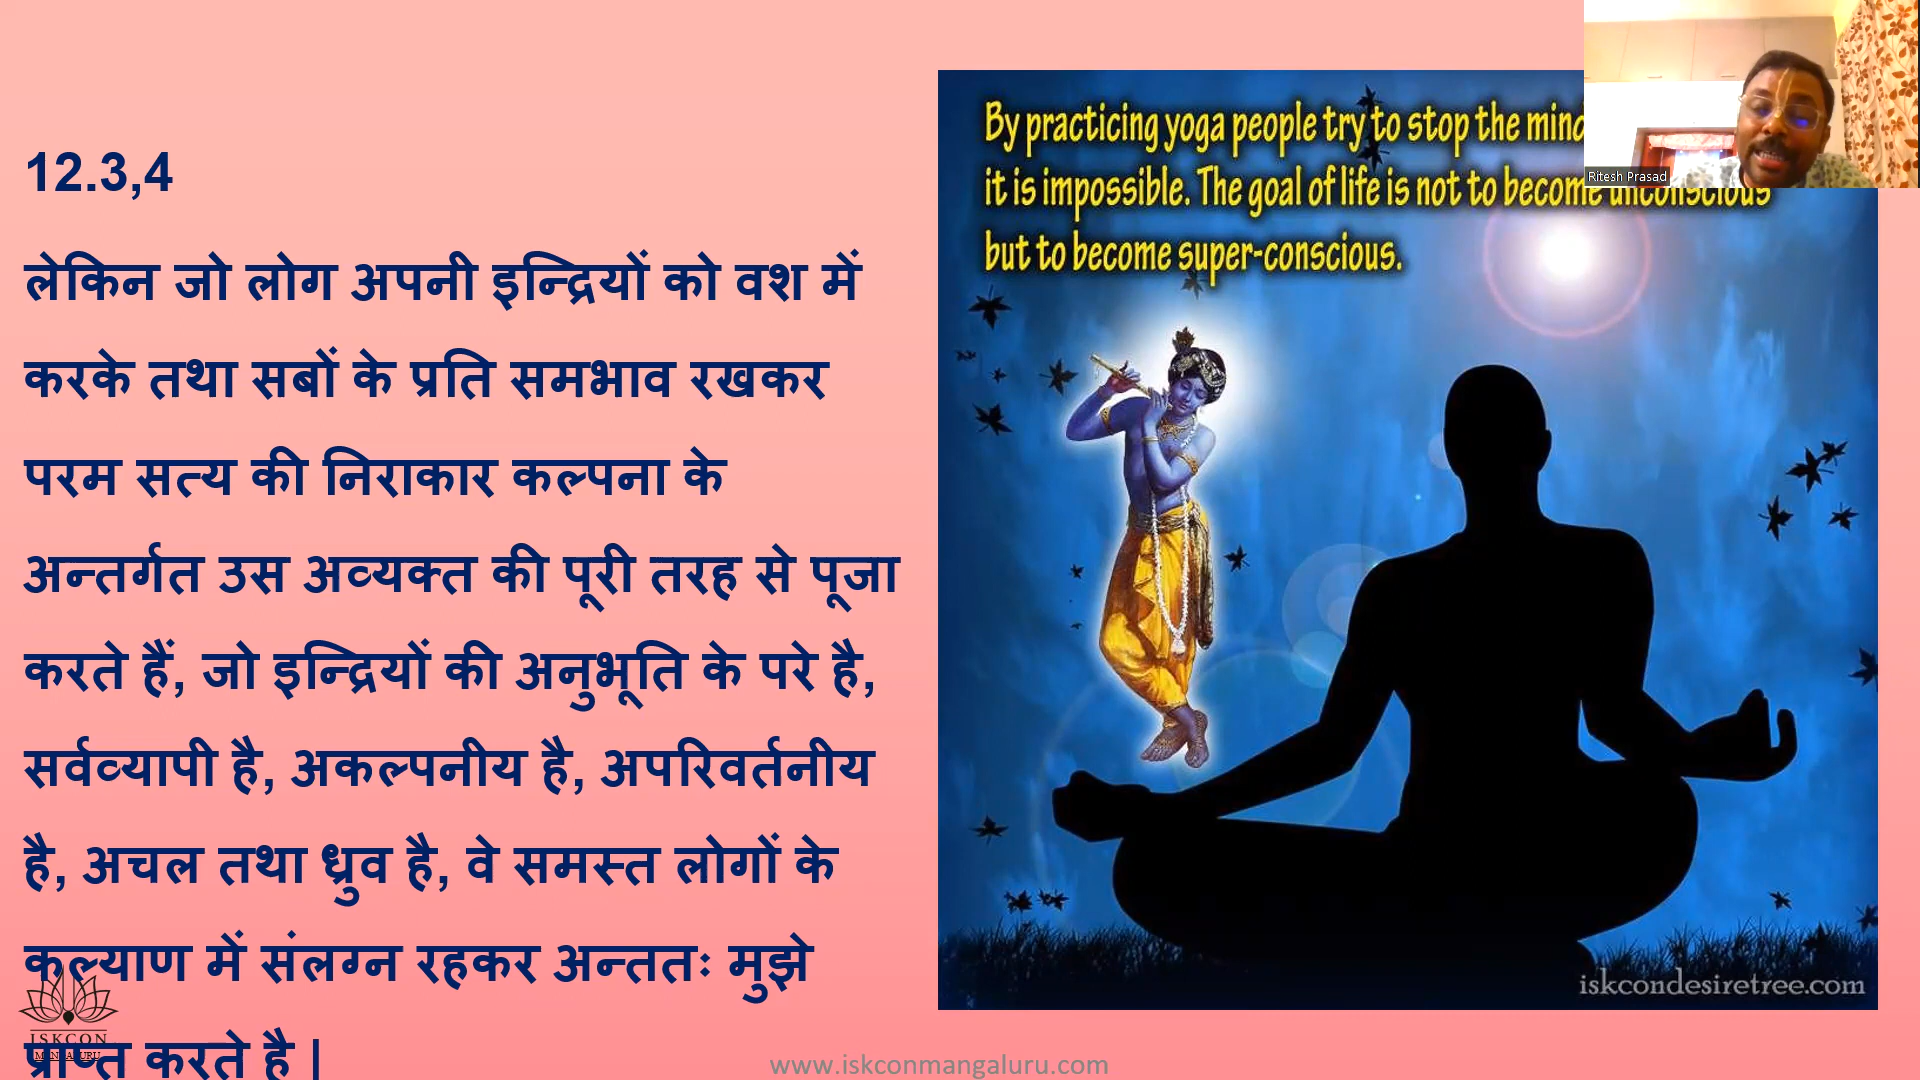 12.3,4
लेकिन जो लोग अपनी इन्द्रियों को वश में
करके तथा सबों के प्रति समभाव रखकर
परम सत्य की निराकार कल्पना के
अन्तर्गत उस अव्यक्त की पूरी तरह से पूजा
करते हैं, जो इन्द्रियों की अनुभूति के परे है,
सर्वव्यापी है, अकल्पनीय है, अपरिवर्तनीय
है, अचल तथा ध्रुव है, वे समस्त लोगों के
कल्याण में संलग्न रहकर अन्ततः मुझे
प्राप्त करते है |
ISKCON
MANGALURU
By practicing yoga people try to stop the mind
it is impossible. The goal of life is not to become unconscious
but to become super-conscious.
Ritesh Prasad
iskcondesiretree.com
www.iskconmangaluru.com